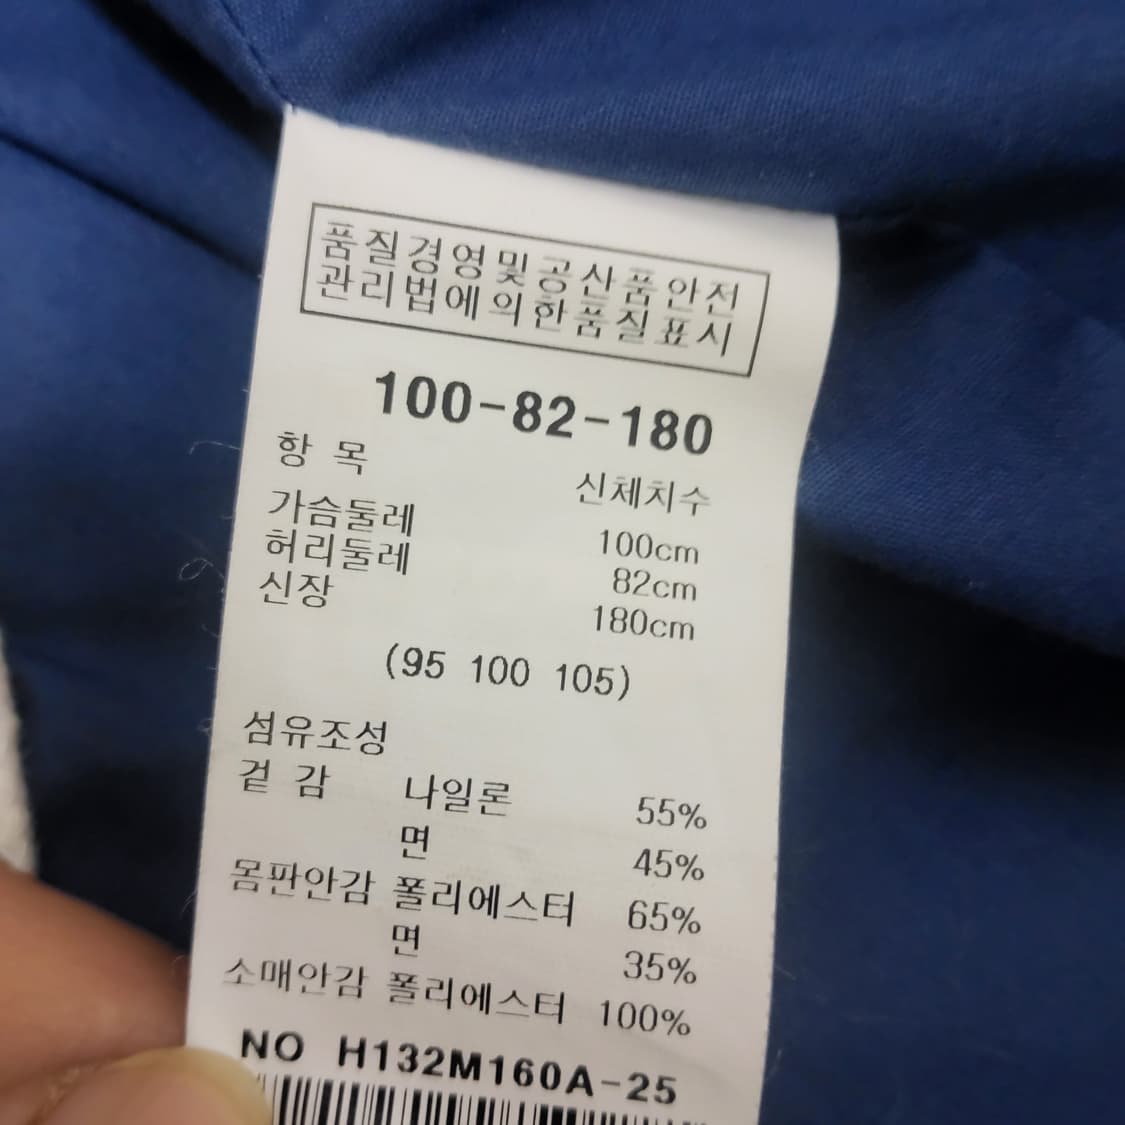 품질경영및공산품안전
관리법에의한품질표시
100-82-180
항 목 신체치수
가슴둘레 100cm
허리둘레 82cm
신장 180cm
(95 100 105)
섬유조성
겉 감 나일론 55%
면 45%
몸판안감 폴리에스터 65%
면 35%
소매안감 폴리에스터 100%
NO H132M160A-25